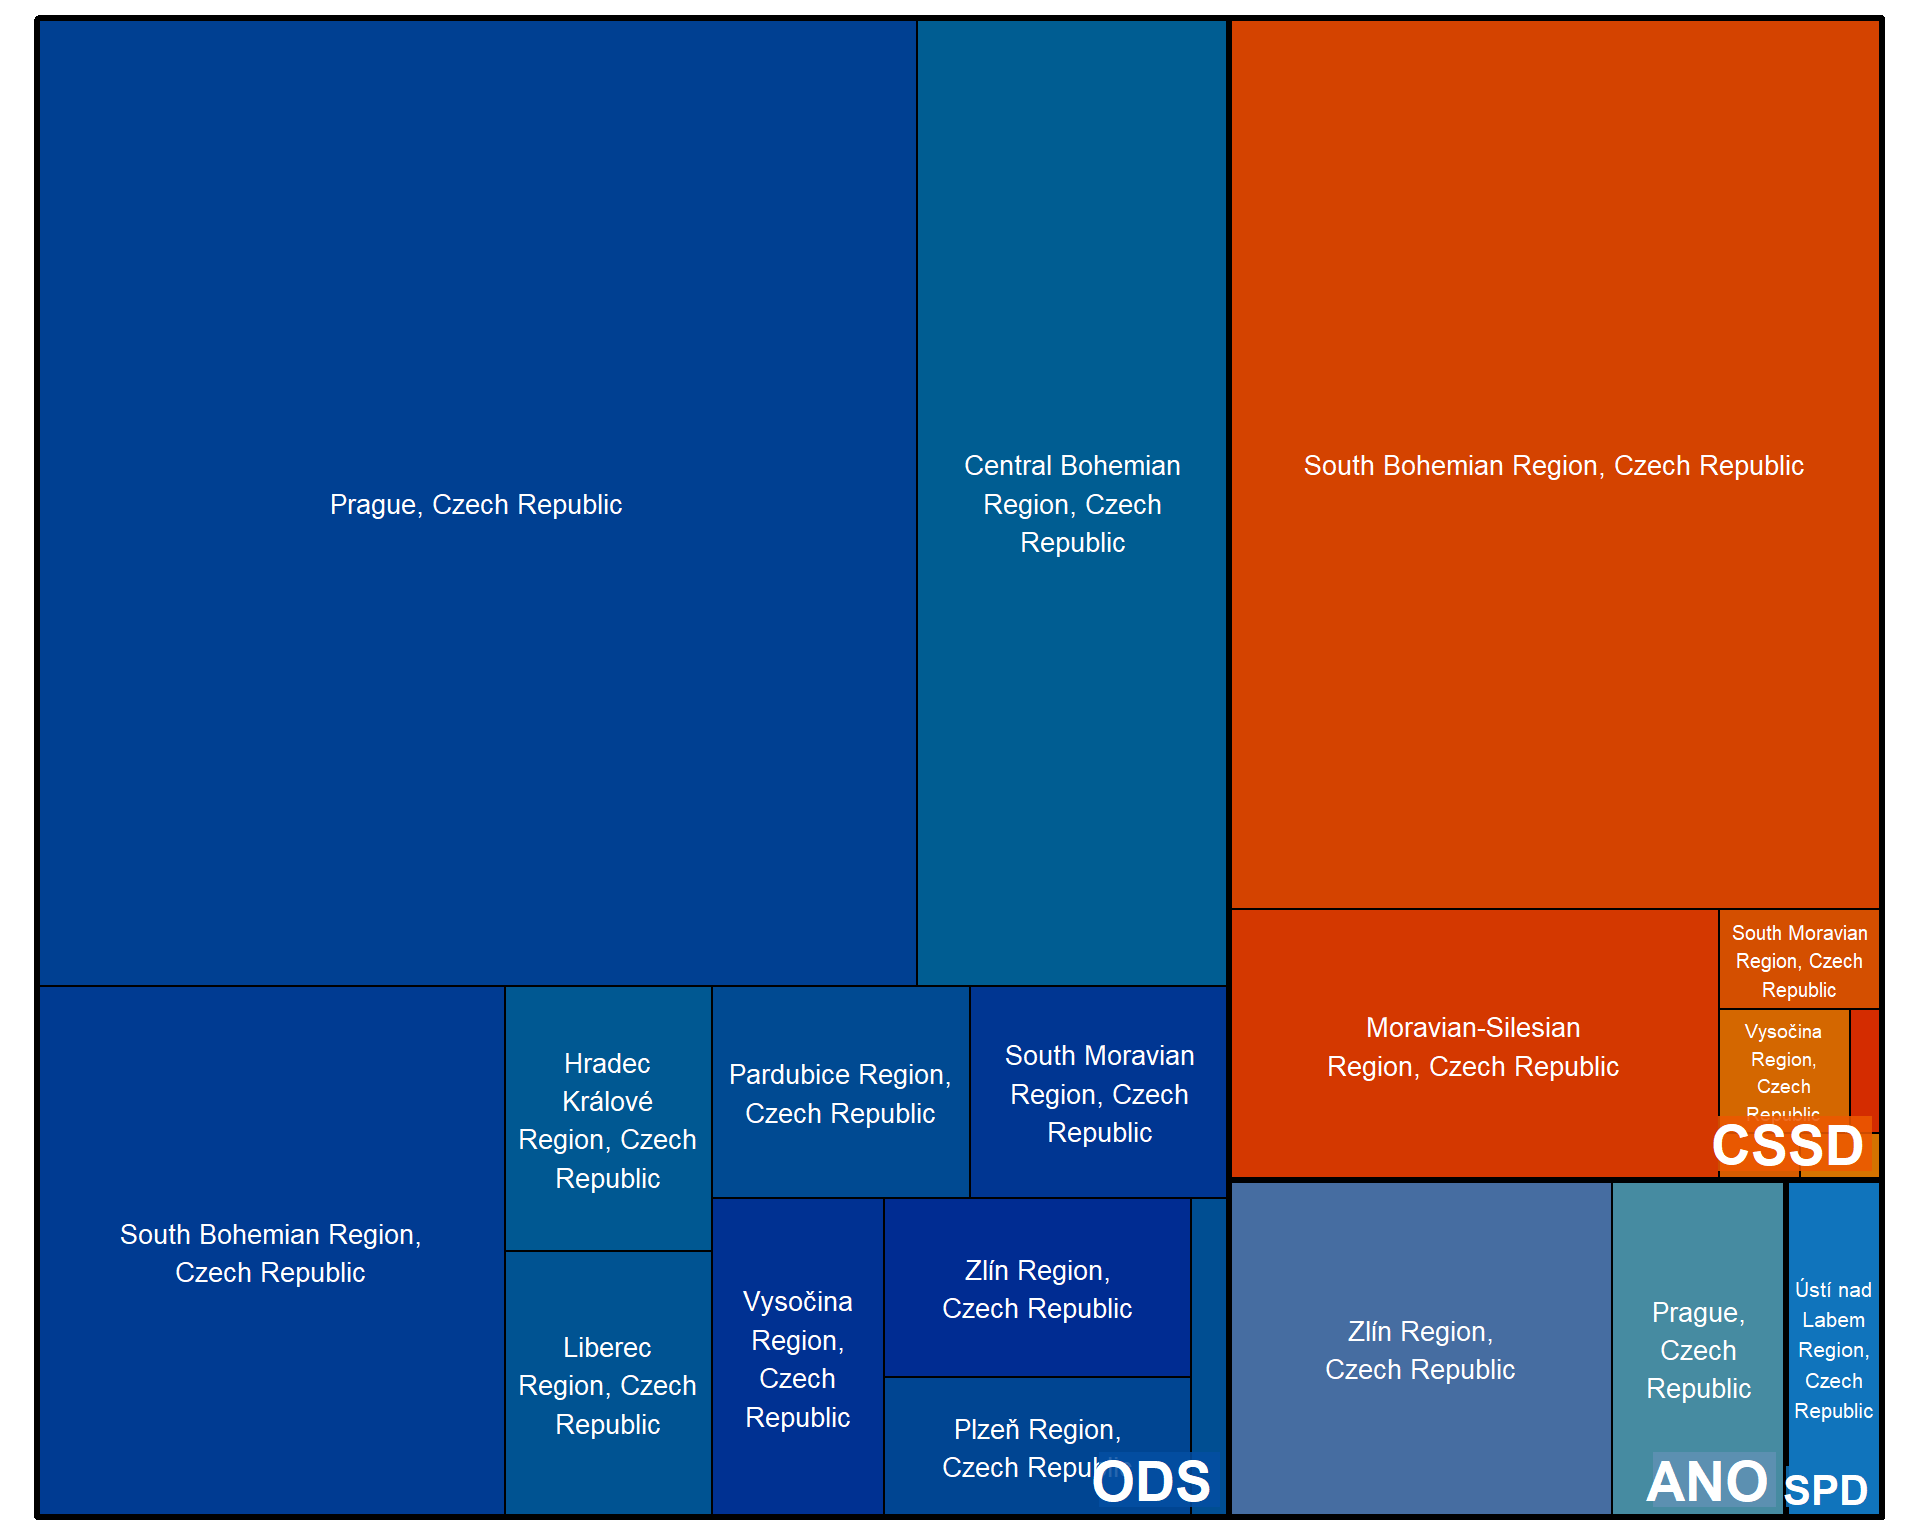 Prague, Czech Republic
Central Bohemian
Region, Czech
Republic
South Bohemian Region,
Czech Republic
Hradec
Králové
Region, Czech
Republic
Liberec
Region, Czech
Republic
Pardubice Region,
Czech Republic
South Moravian
Region, Czech
Republic
Vysočina
Region,
Czech
Republic
Zlín Region,
Czech Republic
Plzeň Region,
Czech Republic
ODS
South Bohemian Region, Czech Republic
Moravian-Silesian
Region, Czech Republic
South Moravian
Region, Czech
Republic
Vysočina
Region,
Czech
Republic
CSSD
Zlín Region,
Czech Republic
Prague,
Czech
Republic
ANO
Ústí nad
Labem
Region,
Czech
Republic
SPD